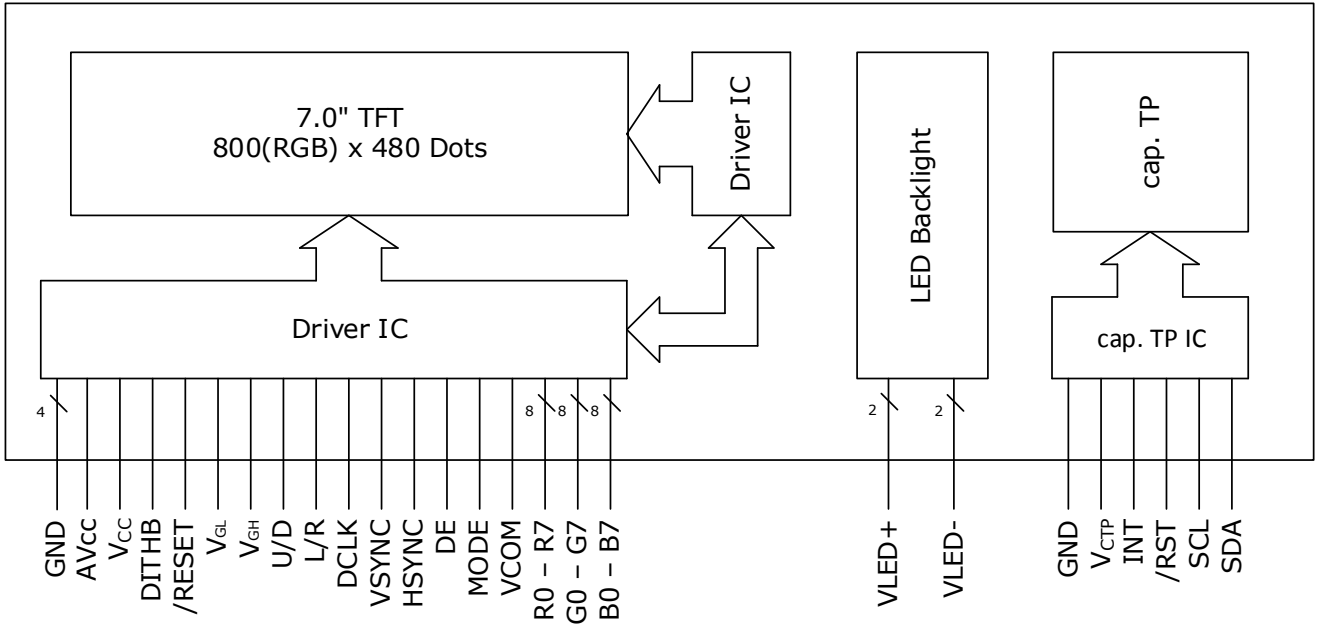 7.0" TFT
800(RGB) x 480 Dots
Driver IC
LED Backlight
cap. TP
Driver IC
cap. TP IC
4
8
8
8
2
2
GND
AVcc
VCC
DITHB
/RESET
VGL
VGH
U/D
L/R
DCLK
VSYNC
HSYNC
DE
MODE
VCOM
R0 – R7
G0 – G7
B0 – B7
VLED+
VLED-
GND
VCTP
INT
/RST
SCL
SDA